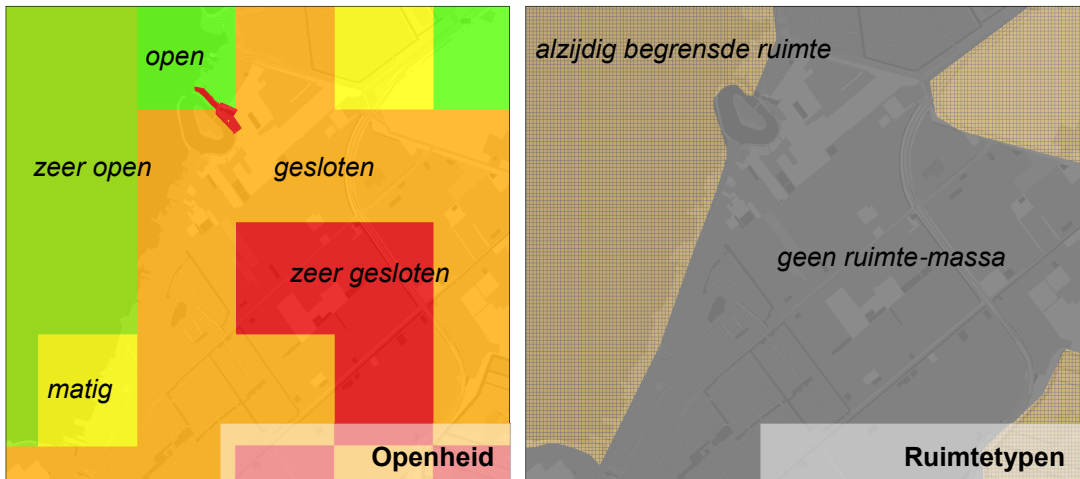 open
zeer open
gesloten
zeer gesloten
matig
Openheid
alzijdig begrensde ruimte
geen ruimte-massa
Ruimtetypen